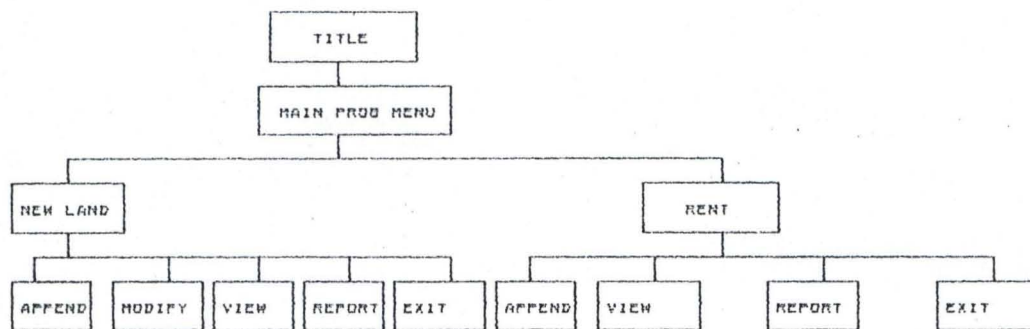 TITLE
MAIN PROG MENU
NEW LAND RENT
APPEND MODIFY VIEW REPORT EXIT APPEND VIEW REPORT EXIT